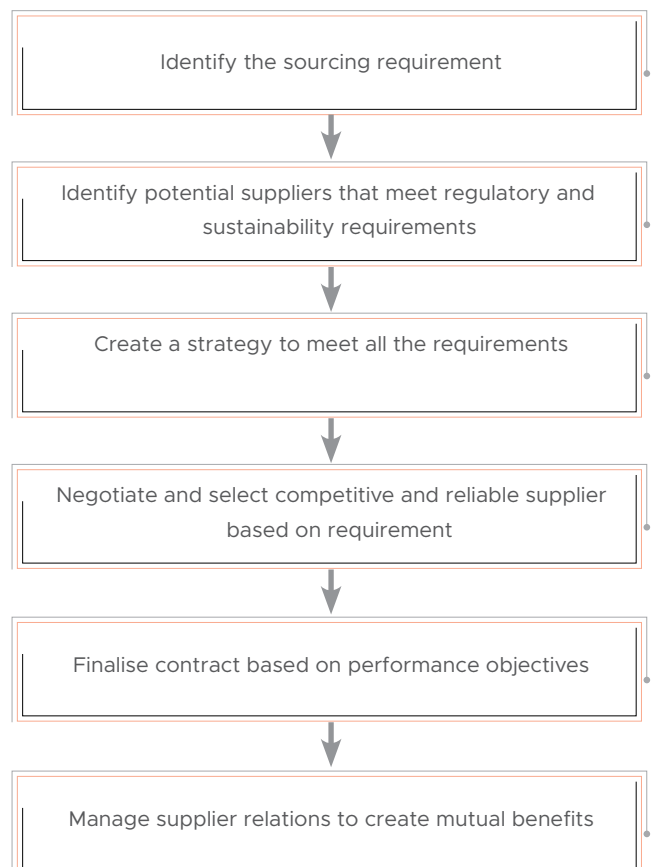 Identify the sourcing requirement
Identify potential suppliers that meet regulatory and
sustainability requirements
Create a strategy to meet all the requirements
Negotiate and select competitive and reliable supplier
based on requirement
Finalise contract based on performance objectives
Manage supplier relations to create mutual benefits